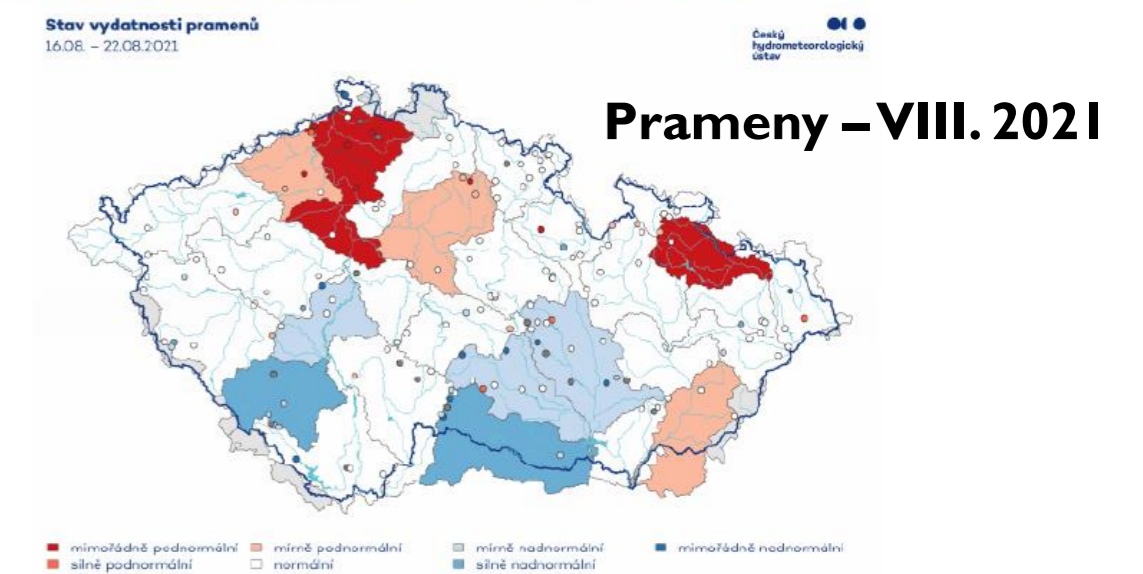 Stav vydatnosti pramenů
16.08. – 22.08.2021
Český
hydrometeorologický
ústav
Prameny – VIII. 2021
mimořádně podnormální
mírně podnormální
mírně nadnormální
mimořádně nadnormální
silně podnormální
normální
silně nadnormální